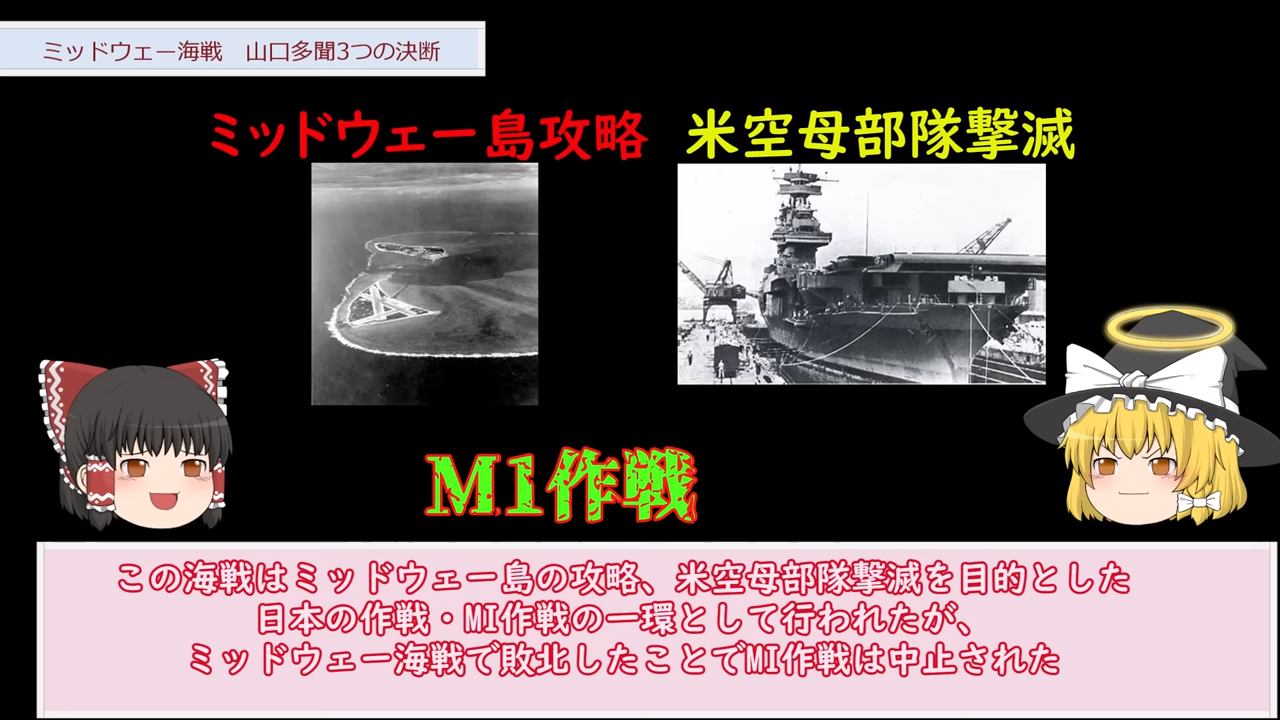 ミッドウェー海戦　山口多聞3つの決断
ミッドウェー島攻略　米空母部隊撃滅
M1作戦
この海戦はミッドウェー島の攻略、米空母部隊撃滅を目的とした
日本の作戦・MI作戦の一環として行われたが、
ミッドウェー海戦で敗北したことでMI作戦は中止された